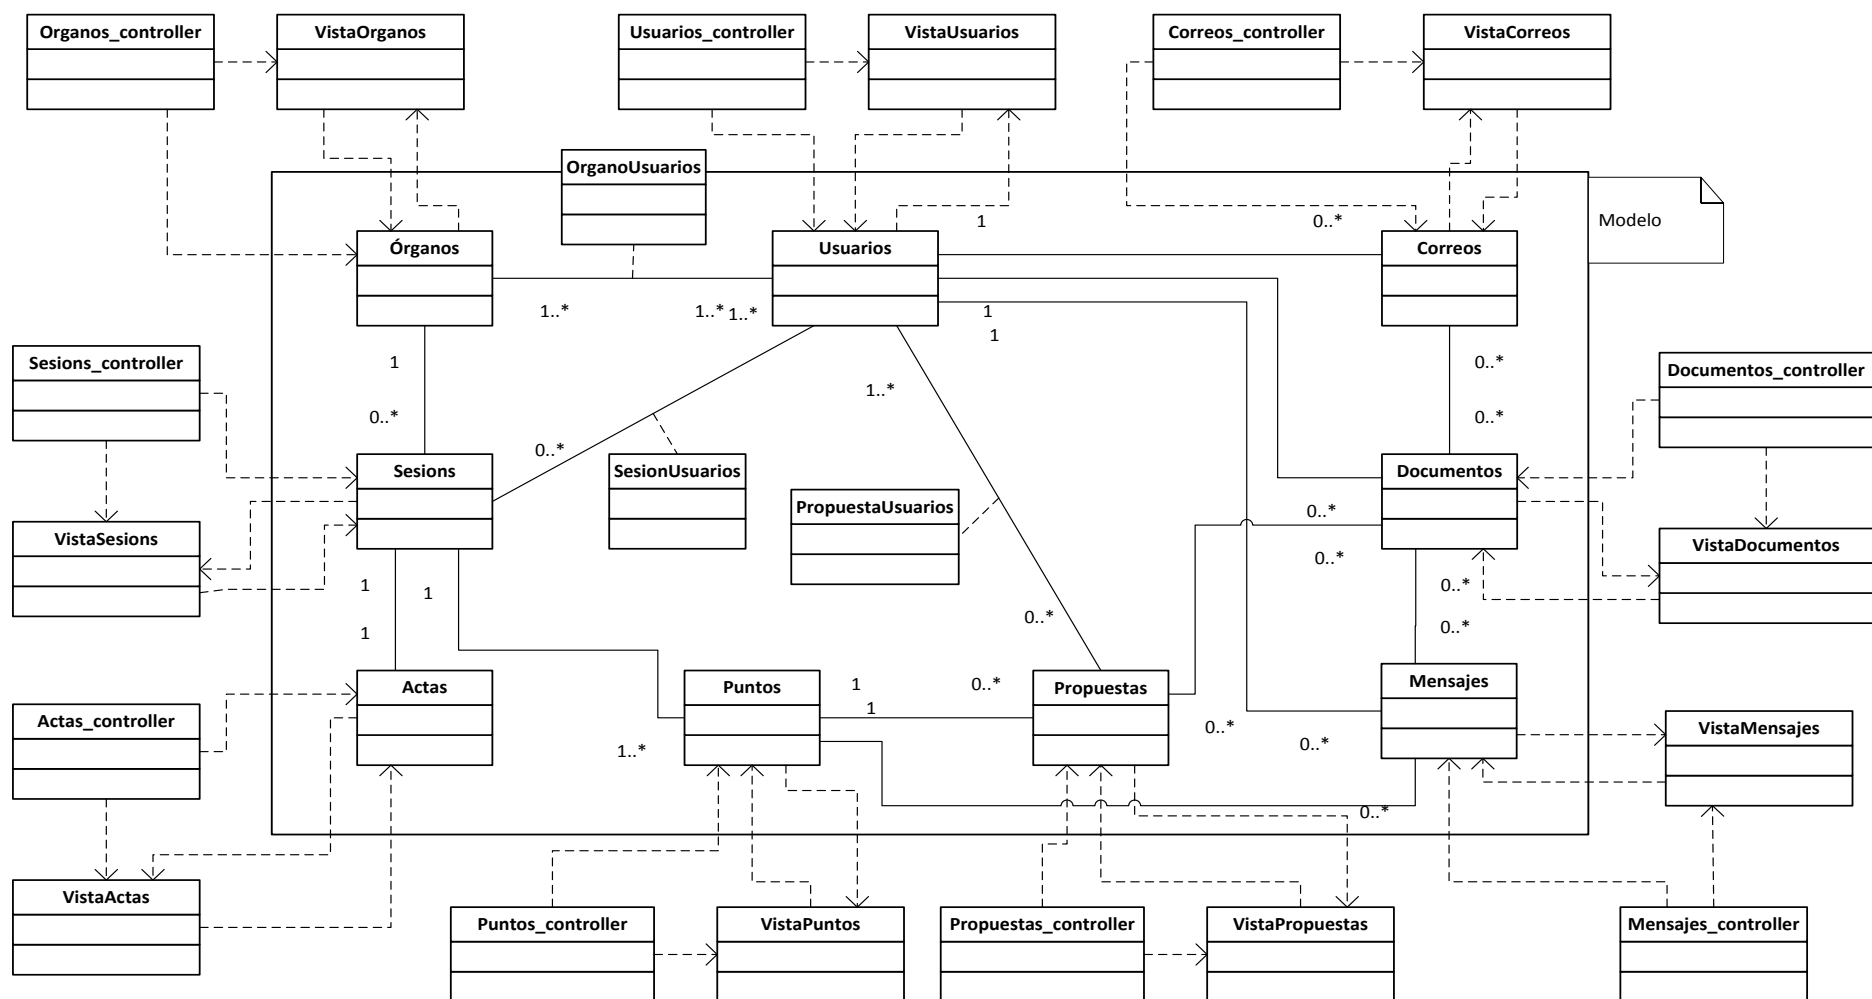 Organos_controller
VistaOrganos
Usuarios_controller
VistaUsuarios
Correos_controller
VistaCorreos
OrganoUsuarios
Modelo
Órganos
Usuarios
Correos
1
0..*
1..*
1..*
1..*
1
1
Sesions_controller
1
0..*
1..*
0..*
0..*
Documentos_controller
0..*
Sesions
SesionUsuarios
PropuestaUsuarios
Documentos
0..*
0..*
VistaSesions
VistaDocumentos
1
1
0..*
1
0..*
0..*
Actas
Puntos
1
0..*
Propuestas
Mensajes
1
0..*
0..*
1..*
Actas_controller
VistaMensajes
0..*
VistaActas
Puntos_controller
VistaPuntos
Propuestas_controller
VistaPropuestas
Mensajes_controller